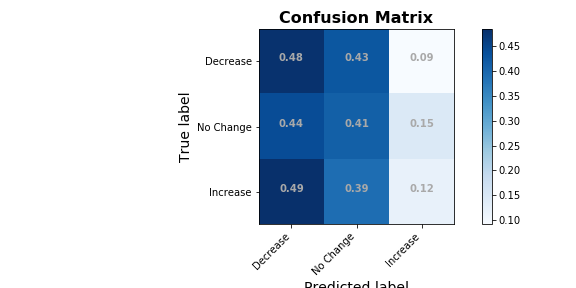 Confusion Matrix
True label
Decrease 0.48 0.43 0.09
No Change 0.44 0.41 0.15
Increase 0.49 0.39 0.12
Decrease No Change Increase
Predicted label
0.45
0.40
0.35
0.30
0.25
0.20
0.15
0.10